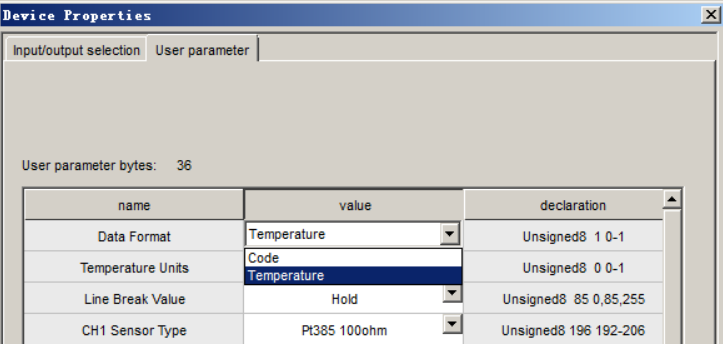 Device Properties
Input/output selection User parameter
User parameter bytes: 36
name value declaration
Data Format Temperature Unsigned8 1 0-1
Code
Temperature Units Temperature Unsigned8 0 0-1
Line Break Value Hold Unsigned8 85 0,85,255
CH1 Sensor Type Pt385 100ohm Unsigned8 196 192-206